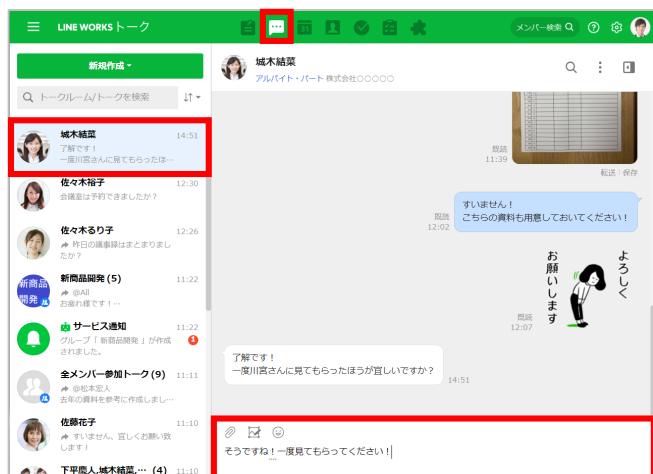 LINE WORKSトーク
31
メンバー検索
新規作成
トークルーム/トークを検索
城木結菜 14:51
了解です！
一度川宮さんに見てもらったほ…
佐々木裕子 12:30
会議室は予約できましたか？
佐々木るり子 12:26
昨日の議事録はまとまりまし
たか？
新商品
開発
新商品開発 (5) 11:22
@All
お疲れ様です！…
サービス通知 11:22
グループ「 新商品開発 」が作成
されました。
1
全メンバー参加トーク (9) 11:11
@松本宏人
去年の資料を参考に作成しまし…
佐藤花子 11:10
すいません、宜しくお願い致
します！
下平慶人,城木結菜,… (4) 11:10
城木結菜
アルバイト・パート 株式会社○○○○○
既読
11:39
転送 | 保存
すいません！
こちらの資料も用意しておいてください！
既読
12:02
よろしく
お願いします
既読
12:07
了解です！
一度川宮さんに見てもらったほうが宜しいですか？
14:51
そうですね！一度見てもらってください！